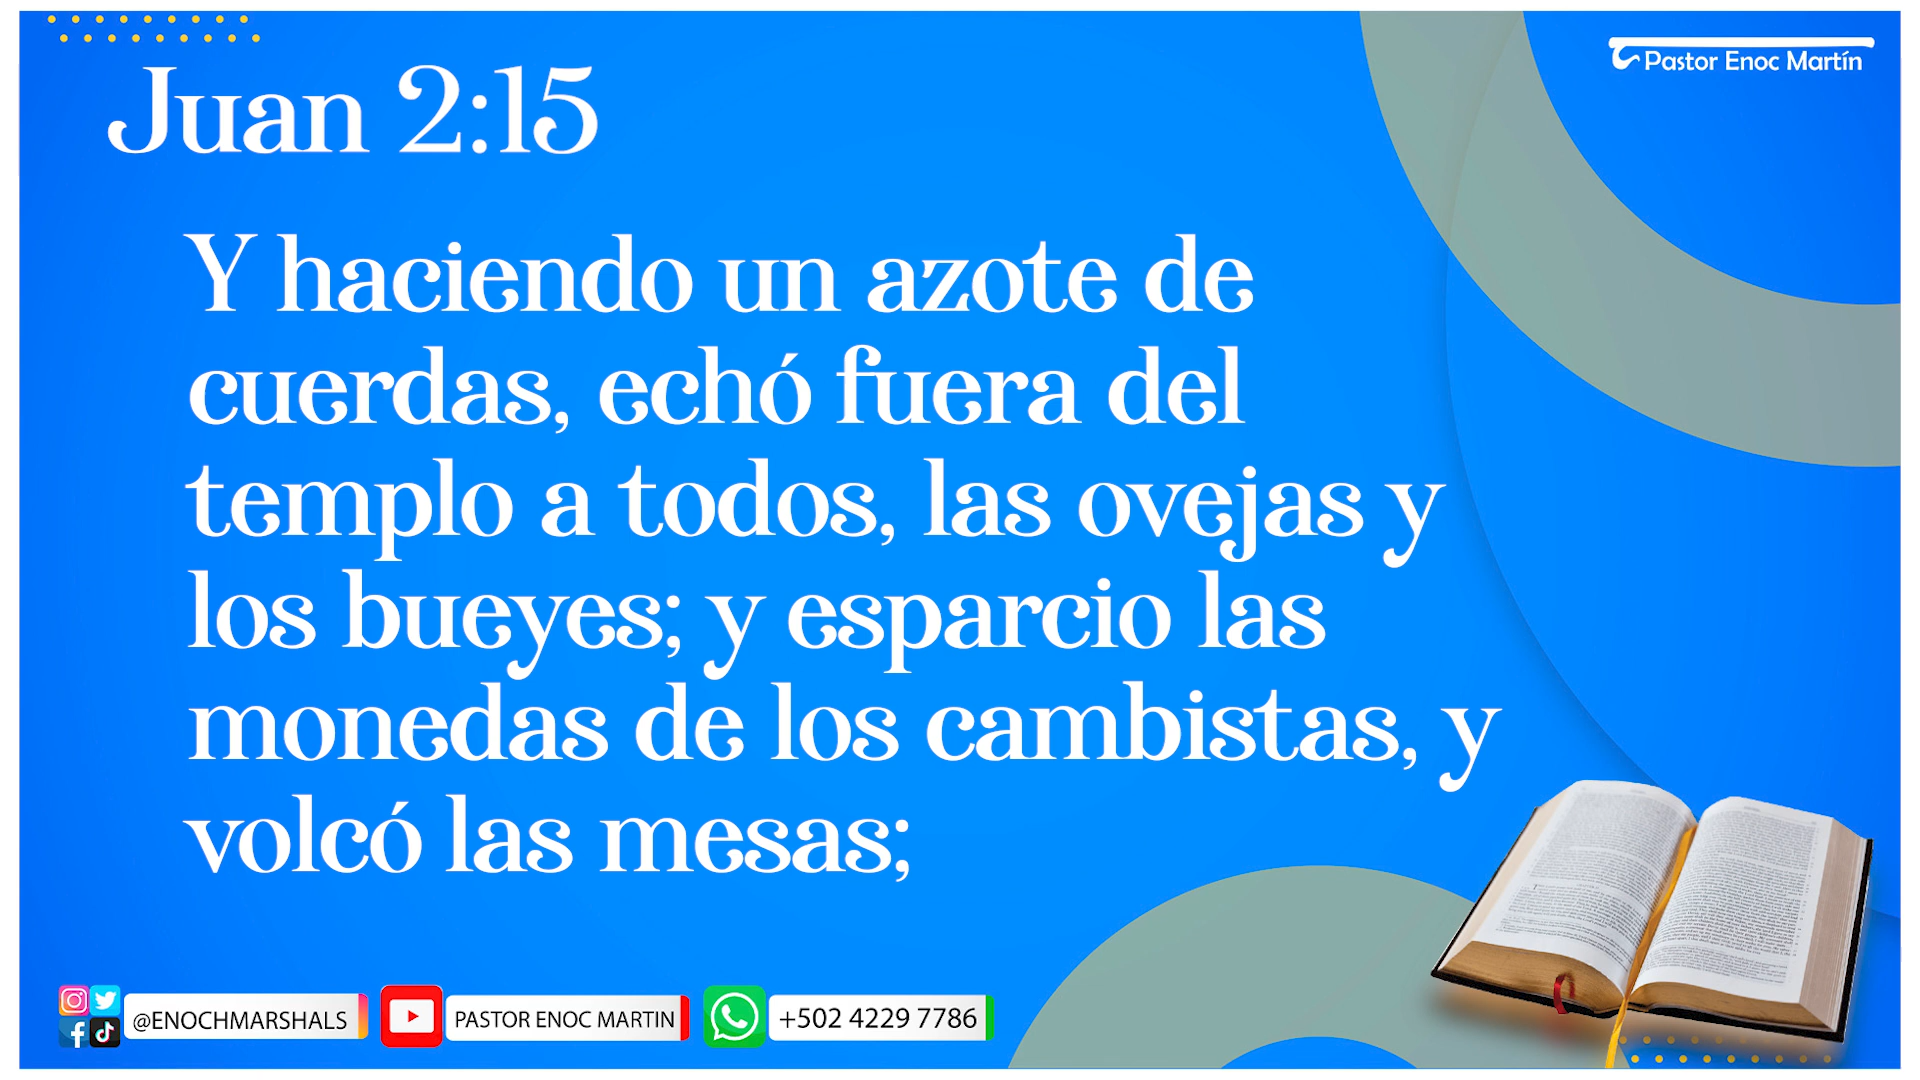 Juan 2:15
Pastor Enoc Martín
Y haciendo un azote de
cuerdas, echó fuera del
templo a todos, las ovejas y
los bueyes; y esparcio las
monedas de los cambistas, y
volcó las mesas;
@ENOCHMARSHALS
PASTOR ENOC MARTIN
+502 4229 7786